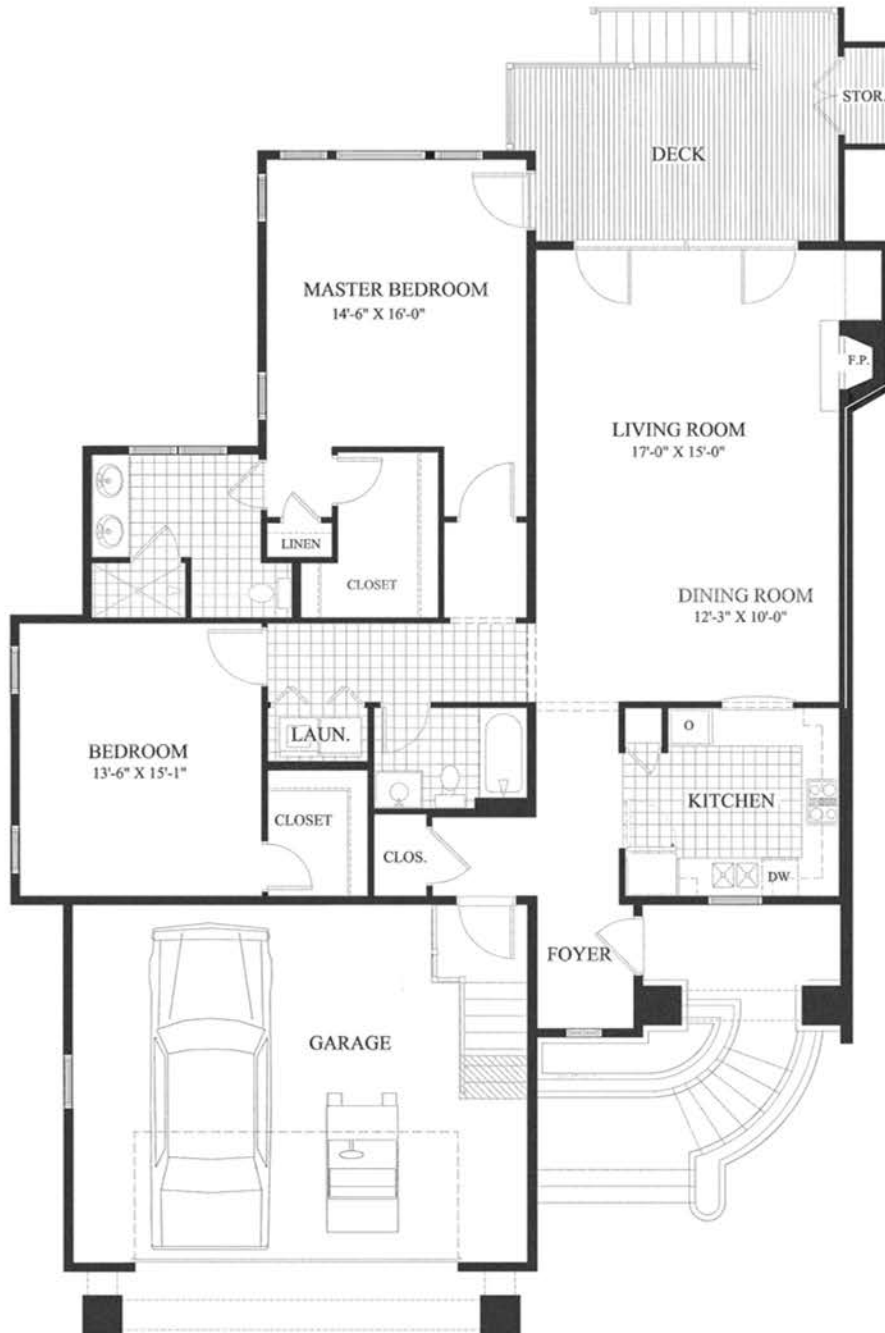 STOR.
DECK
MASTER BEDROOM
14'-6" X 16'-0"
F.P.
LIVING ROOM
17'-0" X 15'-0"
LINEN
CLOSET
DINING ROOM
12'-3" X 10'-0"
O
LAUN.
BEDROOM
13'-6" X 15'-1"
KITCHEN
CLOSET
CLOS.
DW
FOYER
GARAGE